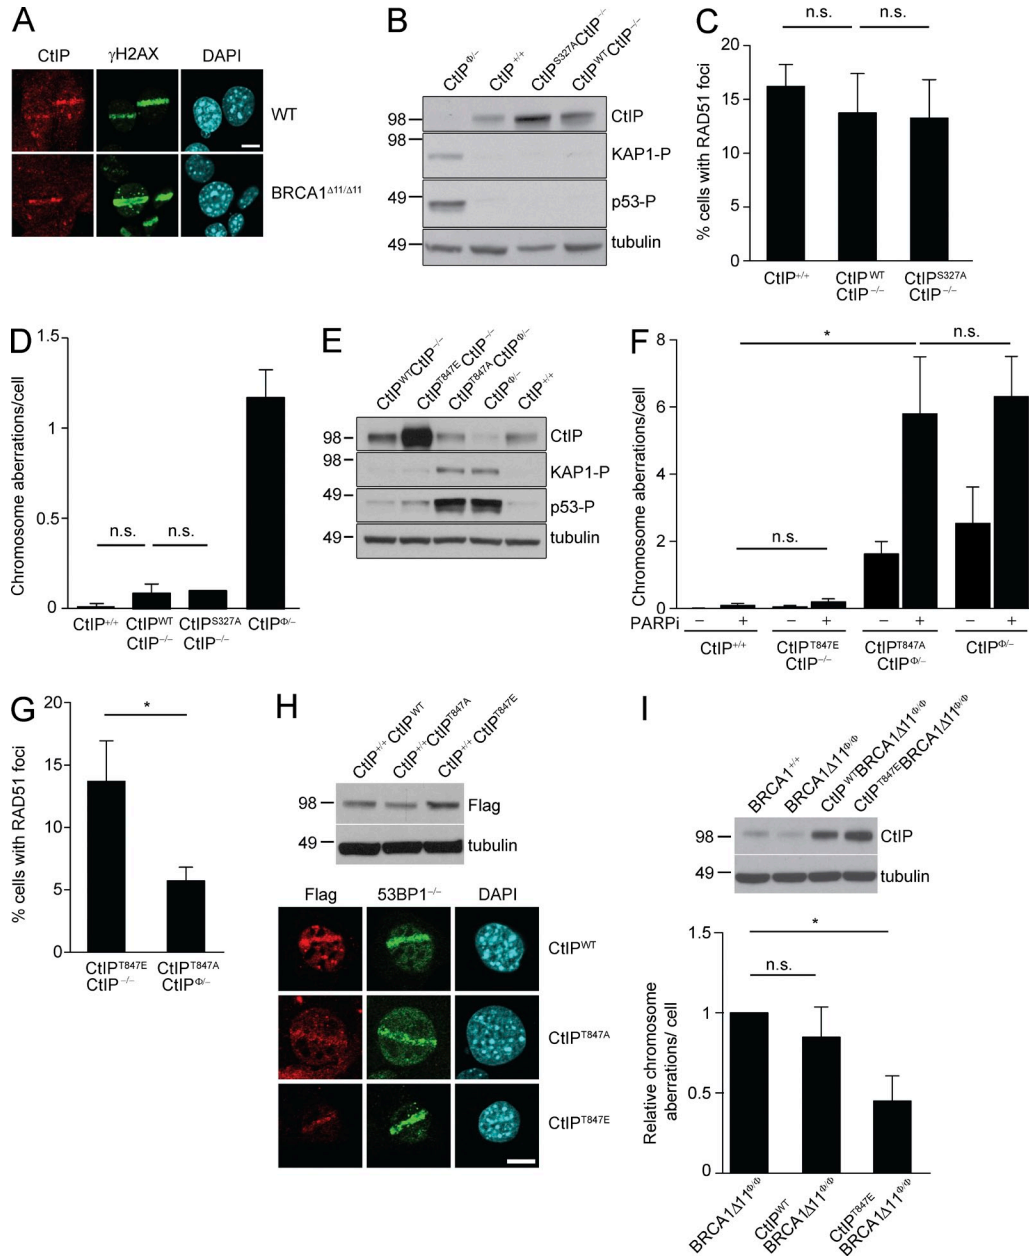 A
CtIP γH2AX DAPI
WT
BRCA1Δ11/Δ11
B
CtIPΦ/–
CtIP+/+
CtIPS327ACtIP–/–
CtIPWTCtIP–/–
98 CtIP
98
KAP1-P
49 p53-P
49 tubulin
C
n.s. n.s.
% cells with RAD51 foci
20
15
10
15
0
CtIP+/+ CtIPWT CtIPS327A
CtIP–/– CtIP–/–
D
Chromosome aberrations/cell
1.5
1
0.5
0
n.s. n.s.
CtIP+/+ CtIPWT CtIPS327A CtIPΦ/–
CtIP–/– CtIP–/–
E
CtIPWTCtIP–/–
CtIPT847ECtIP–/–
CtIPT847ACtIPΦ/–
CtIPΦ/–
CtIP+/+
98 CtIP
98 KAP1-P
49 p53-P
49 tubulin
F
Chromosome aberrations/cell
8
6
4
2
0
* n.s.
n.s.
PARPi – + – + – + – +
CtIP+/+ CtIPT847E CtIPT847A CtIPΦ/–
CtIP–/– CtIPΦ/–
G
% cells with RAD51 foci
20
15
10
5
0
*
CtIPT847E CtIPT847A
CtIP–/– CtIPΦ/–
H
CtIP+/+CtIPWT
CtIP+/+CtIPT847A
CtIP+/+CtIPT847E
98 Flag
49 tubulin
Flag 53BP1–/– DAPI
CtIPWT
CtIPT847A
CtIPT847E
I
BRCA1+/+
BRCA1Δ11Φ/Φ
CtIPWTBRCA1Δ11Φ/Φ
CtIPT847EBRCA1Δ11Φ/Φ
98 CtIP
49 tubulin
Relative chromosome
aberrations/ cell
1.5
1
0.5
0
*
n.s.
BRCA1Δ11Φ/Φ
CtIPWT
BRCA1Δ11Φ/Φ
CtIPT847E
BRCA1Δ11Φ/Φ